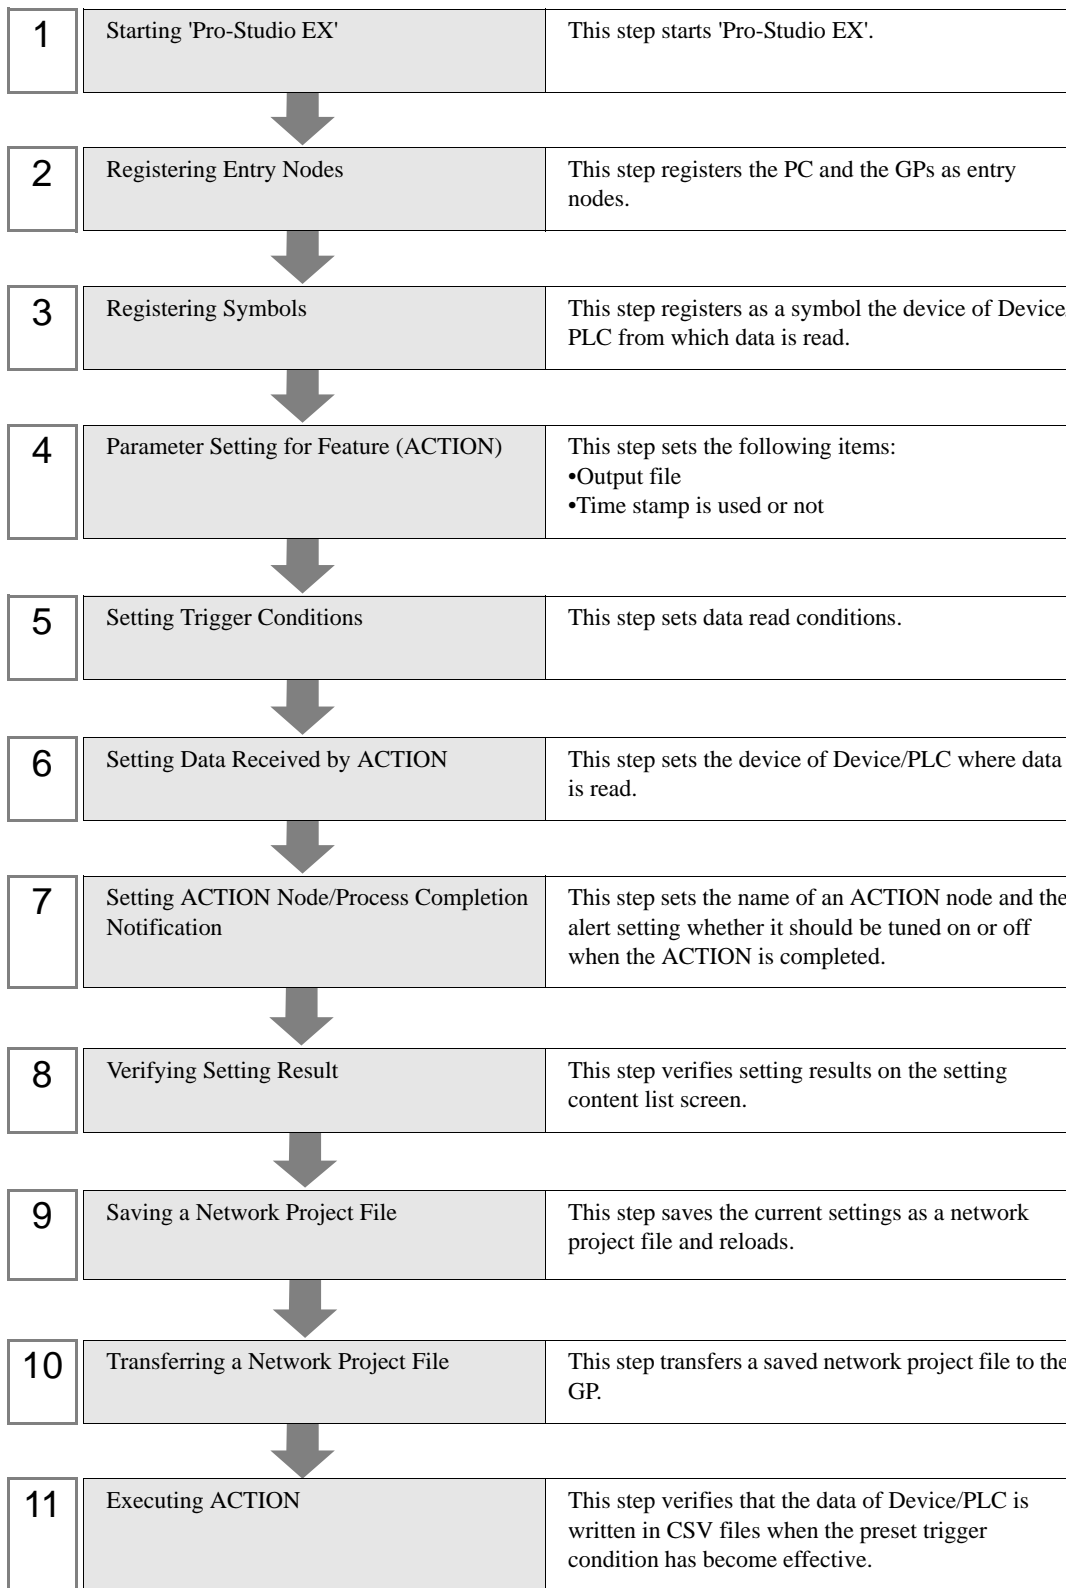 1
Starting 'Pro-Studio EX'
This step starts 'Pro-Studio EX'.
2
Registering Entry Nodes
This step registers the PC and the GPs as entry
nodes.
3
Registering Symbols
This step registers as a symbol the device of Device/
PLC from which data is read.
4
Parameter Setting for Feature (ACTION)
This step sets the following items:
•Output file
•Time stamp is used or not
5
Setting Trigger Conditions
This step sets data read conditions.
6
Setting Data Received by ACTION
This step sets the device of Device/PLC where data
is read.
7
Setting ACTION Node/Process Completion
Notification
This step sets the name of an ACTION node and the
alert setting whether it should be tuned on or off
when the ACTION is completed.
8
Verifying Setting Result
This step verifies setting results on the setting
content list screen.
9
Saving a Network Project File
This step saves the current settings as a network
project file and reloads.
10
Transferring a Network Project File
This step transfers a saved network project file to the
GP.
11
Executing ACTION
This step verifies that the data of Device/PLC is
written in CSV files when the preset trigger
condition has become effective.